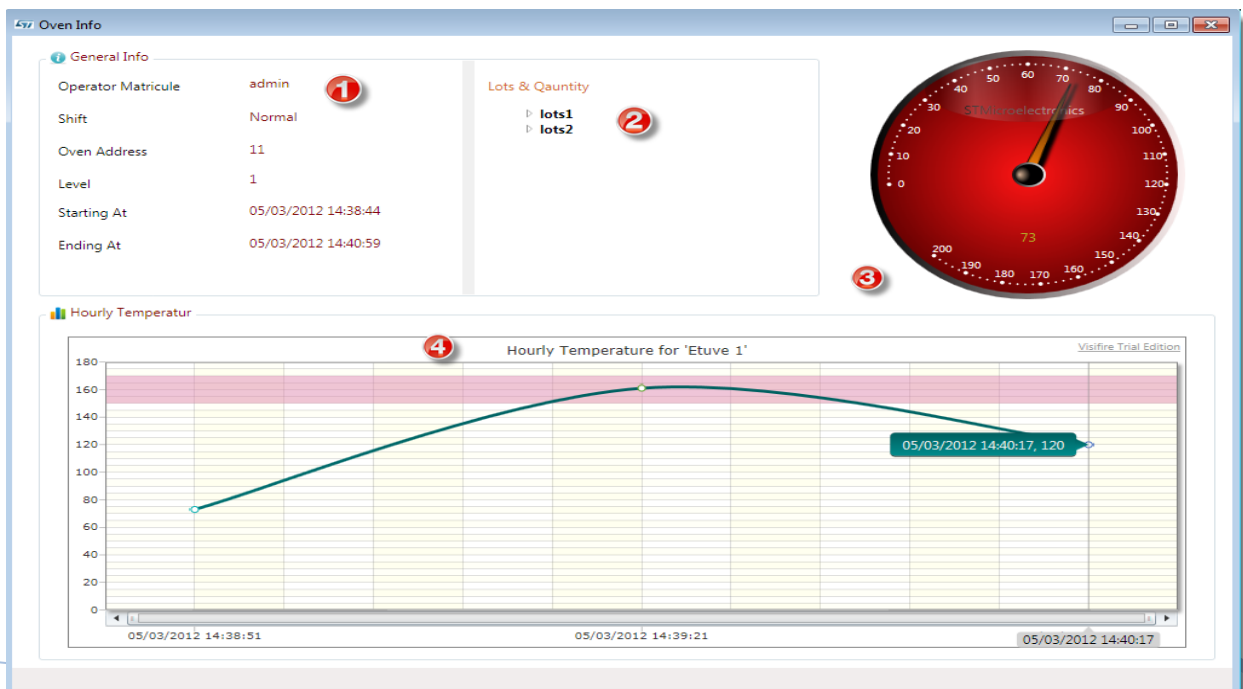 Oven Info
General Info
Operator Matricule admin
1
Shift Normal
Oven Address 11
Level 1
Starting At 05/03/2012 14:38:44
Ending At 05/03/2012 14:40:59
Lots & Qauntity
lots1
lots2
2
STMicroelectronics
0
10
20
30
40
50
60
70
80
90
100
110
120
130
140
150
160
170
180
190
200
73
3
Hourly Temperatur
4
Hourly Temperature for 'Etuve 1'
Visifire Trial Edition
180
160
140
120
100
80
60
40
20
0
05/03/2012 14:40:17, 120
05/03/2012 14:38:51
05/03/2012 14:39:21
05/03/2012 14:40:17